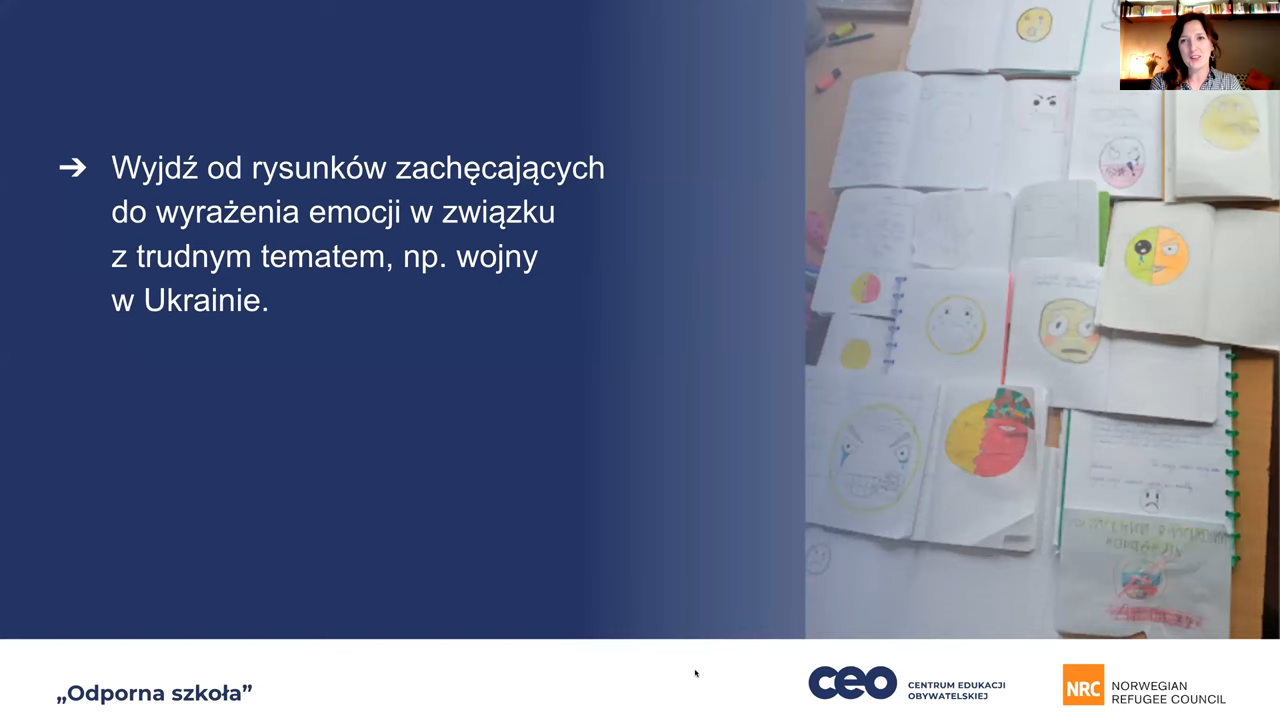 ➔ Wyjdź od rysunków zachęcających
do wyrażenia emocji w związku
z trudnym tematem, np. wojny
w Ukrainie.
„Odporna szkoła”
ceo CENTRUM EDUKACJI
OBYWATELSKIEJ
NRC NORWEGIAN
REFUGEE COUNCIL